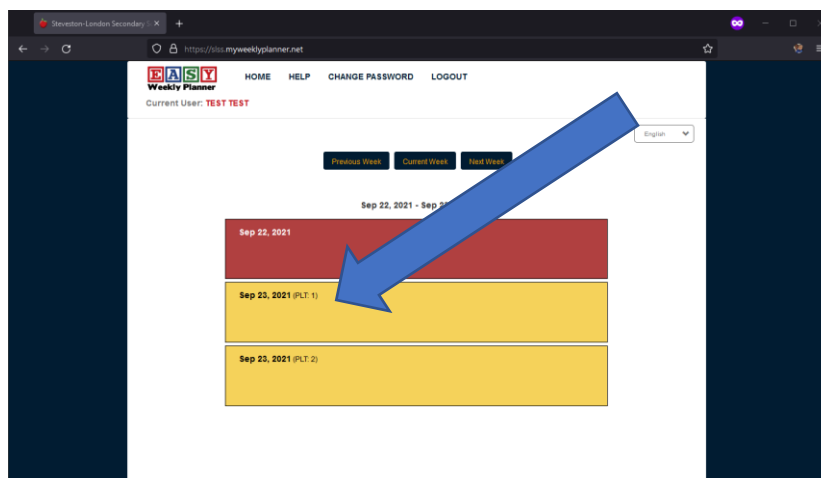 Steveston-London Secondary
https://slss.myweeklyplanner.net
EASY
Weekly Planner
HOME HELP CHANGE PASSWORD LOGOUT
Current User: TEST TEST
English
Previous Week Current Week Next Week
Sep 22, 2021 - Sep
Sep 22, 2021
Sep 23, 2021 (PLT: 1)
Sep 23, 2021 (PLT: 2)